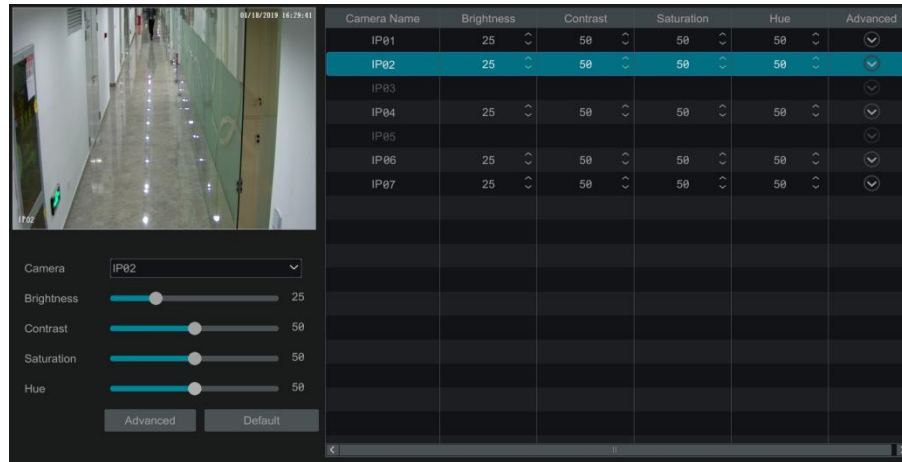 01/18/2019 16:29:41
IP02
Camera IP02
Brightness 25
Contrast 50
Saturation 50
Hue 50
Advanced Default
Camera Name Brightness Contrast Saturation Hue Advanced
IP01 25 50 50 50
IP02 25 50 50 50
IP03
IP04 25 50 50 50
IP05
IP06 25 50 50 50
IP07 25 50 50 50